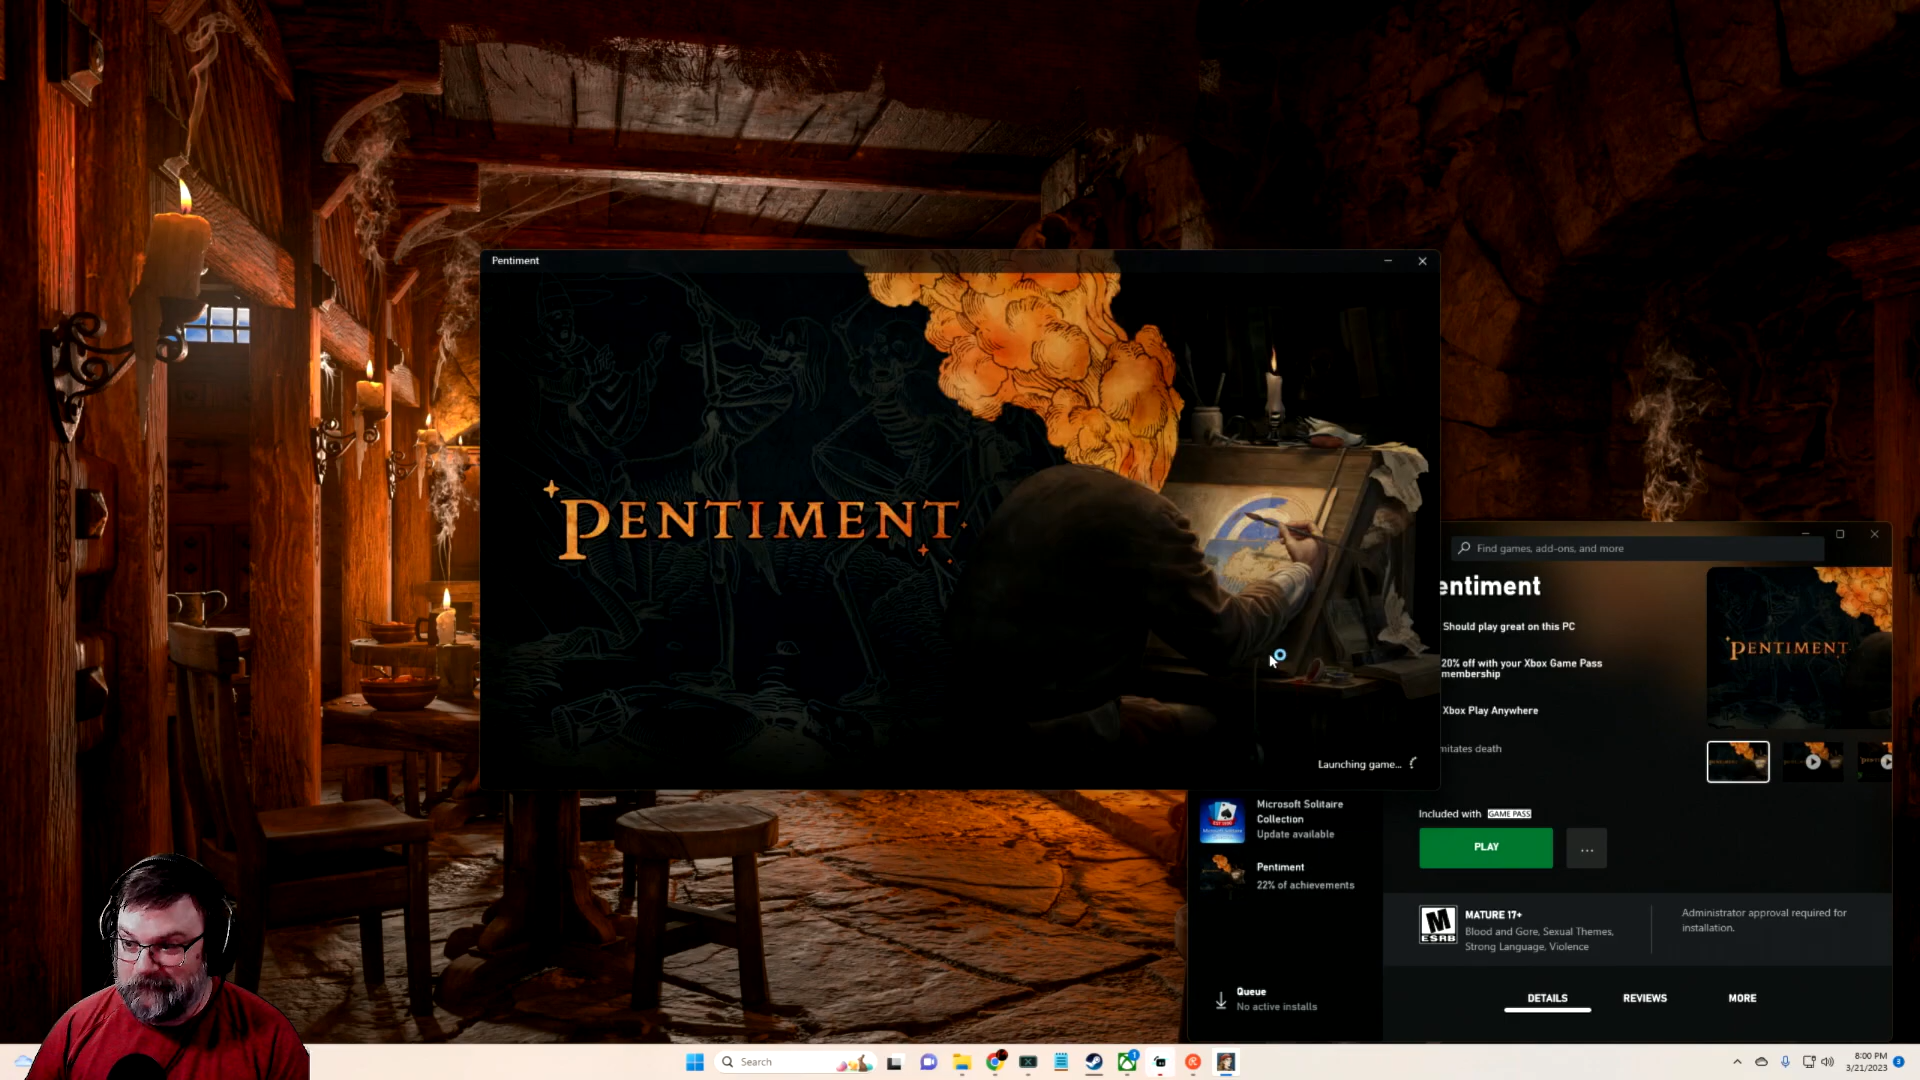 Pentiment
PENTIMENT
Launching game...
Find games, add-ons, and more
entiment
Should play great on this PC
20% off with your Xbox Game Pass
membership
Xbox Play Anywhere
mitates death
PENTIMENT
Included with GAME PASS
PLAY
...
Microsoft Solitaire
Collection
Update available
Pentiment
22% of achievements
M
ESRB
MATURE 17+
Blood and Gore, Sexual Themes,
Strong Language, Violence
Administrator approval required for
installation.
Queue
No active installs
DETAILS
REVIEWS
MORE
Search
1
8:00 PM
3/21/2023
3